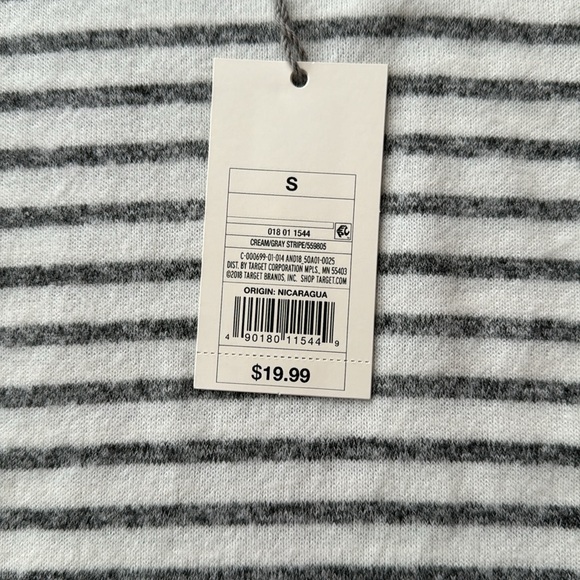 S
018 01 1544
CREAM/GRAY STRIPE/559805
C-000699-01-014 AND18_SOA01-0025
DIST. BY TARGET CORPORATION MPLS., MN 55403
©2018 TARGET BRANDS, INC. SHOP TARGET.COM
ORIGIN: NICARAGUA
4 90180 11544 9
$19.99